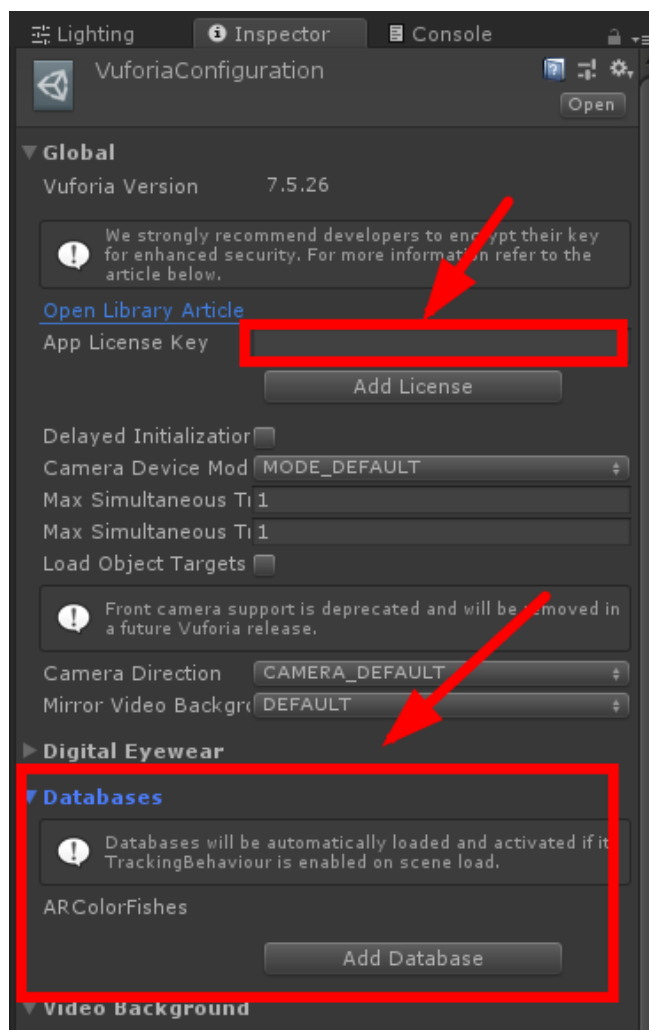 Lighting Inspector Console
VuforiaConfiguration
Open
Global
Vuforia Version 7.5.26
We strongly recommend developers to encrypt their key
for enhanced security. For more information refer to the
article below.
Open Library Article
App License Key
Add License
Delayed Initialization
Camera Device Mod MODE_DEFAULT
Max Simultaneous Tr 1
Max Simultaneous Tr 1
Load Object Targets
Front camera support is deprecated and will be removed in
a future Vuforia release.
Camera Direction CAMERA_DEFAULT
Mirror Video Backgro DEFAULT
Digital Eyewear
Databases
Databases will be automatically loaded and activated if it
TrackingBehaviour is enabled on scene load.
ARColorFishes
Add Database
Video Background